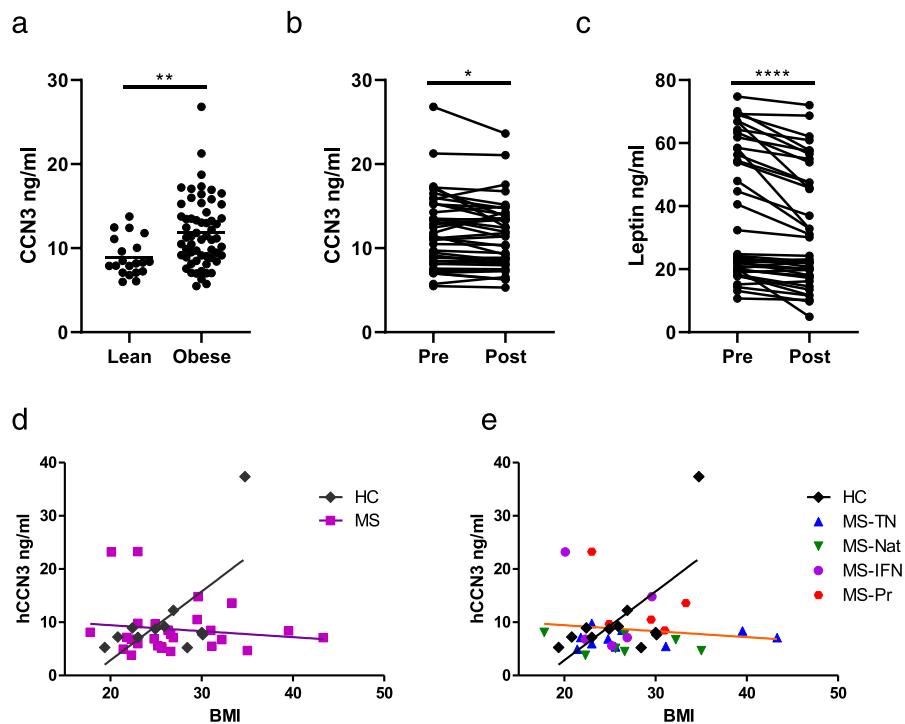 a
b
c
30
20
10
0
CCN3 ng/ml
**
Lean Obese
30
20
10
0
CCN3 ng/ml
*
Pre Post
80
60
40
20
0
Leptin ng/ml
****
Pre Post
d
e
40
30
20
10
0
hCCN3 ng/ml
HC
MS
20 30 40 50
BMI
40
30
20
10
0
hCCN3 ng/ml
HC
MS-TN
MS-Nat
MS-IFN
MS-Pr
20 30 40 50
BMI